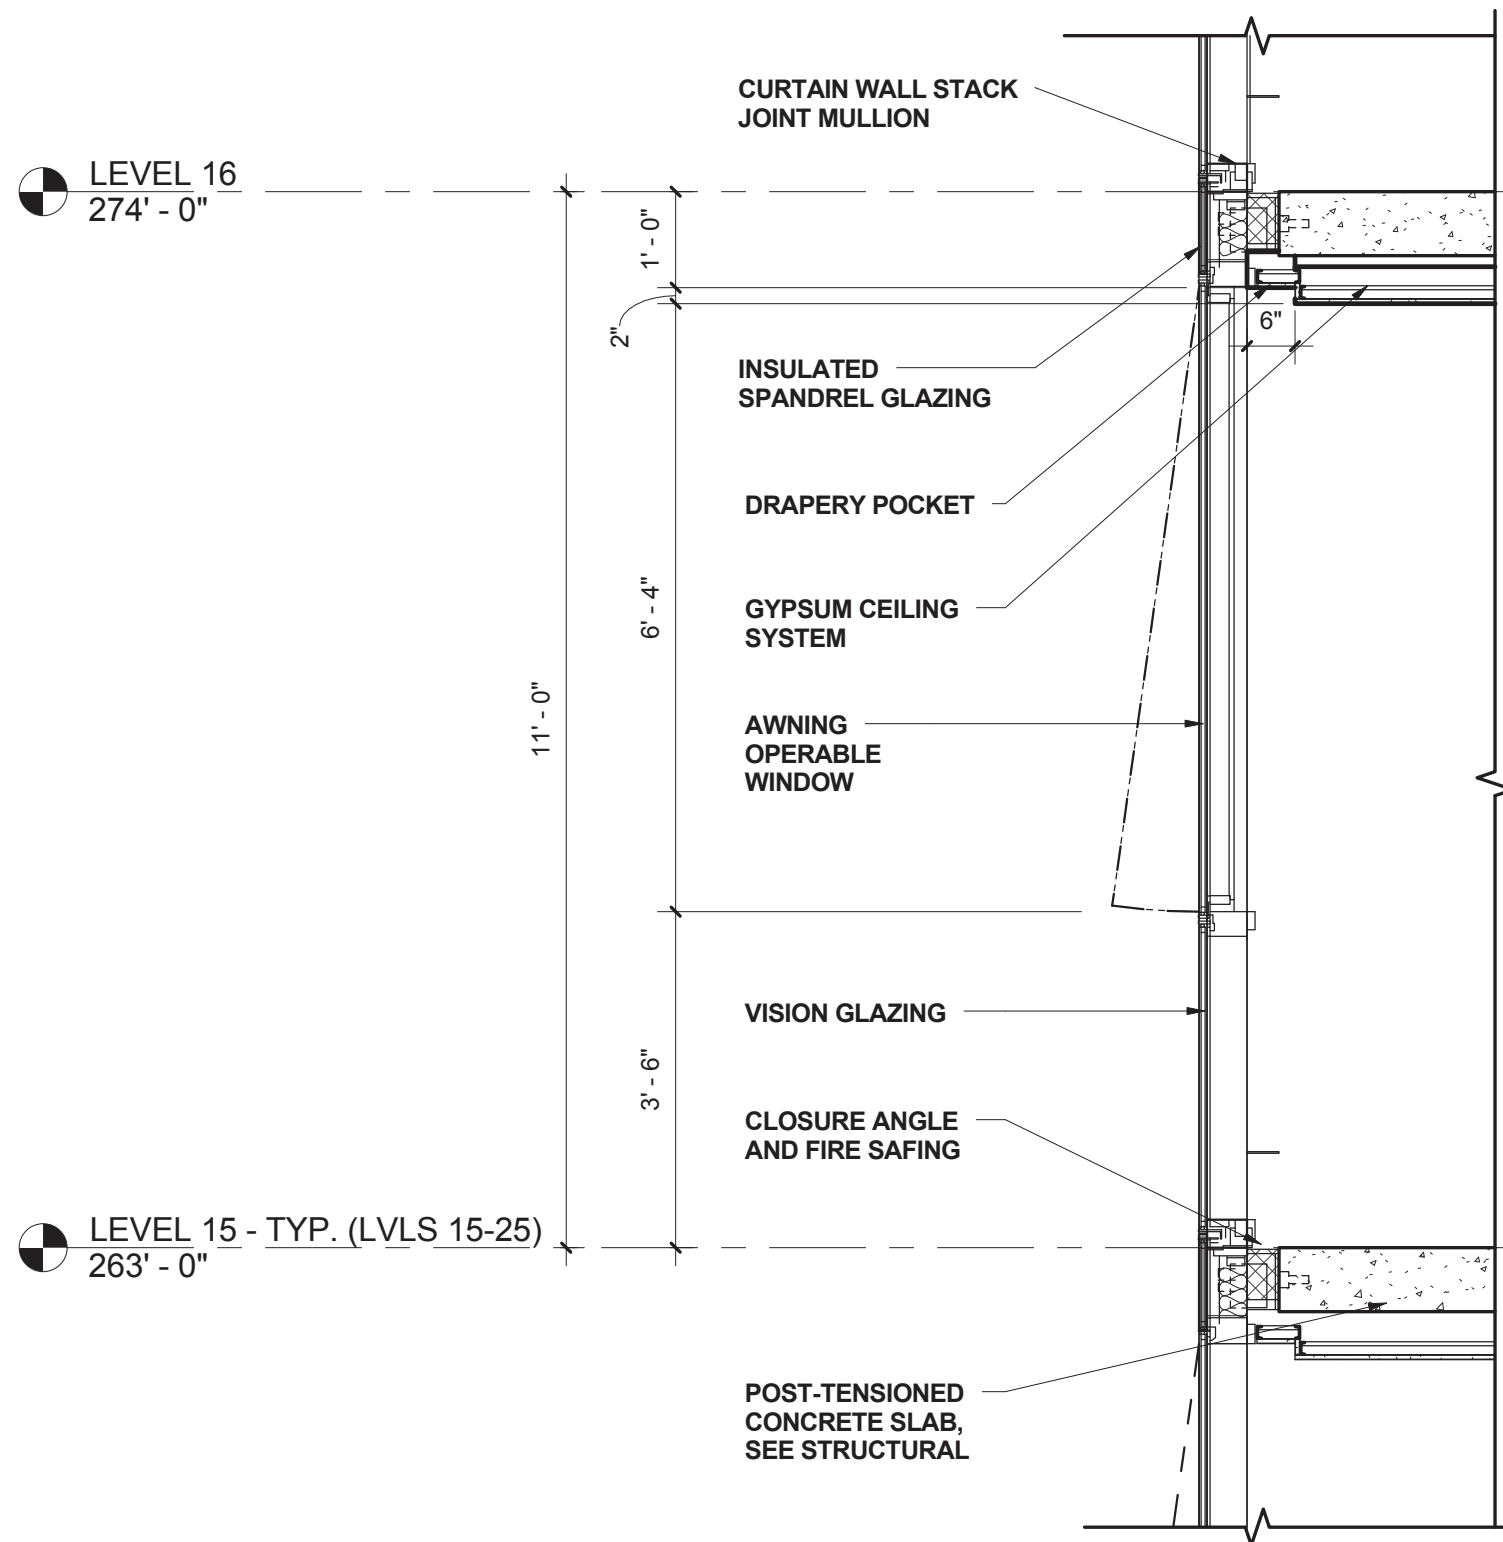 CURTAIN WALL STACK
JOINT MULLION
LEVEL 16
274' - 0"
1' - 0"
2"
6"
INSULATED
SPANDREL GLAZING
DRAPERY POCKET
GYPSUM CEILING
SYSTEM
6' - 4"
11' - 0"
AWNING
OPERABLE
WINDOW
VISION GLAZING
3' - 6"
CLOSURE ANGLE
AND FIRE SAFING
LEVEL 15 - TYP. (LVLS 15-25)
263' - 0"
POST-TENSIONED
CONCRETE SLAB,
SEE STRUCTURAL